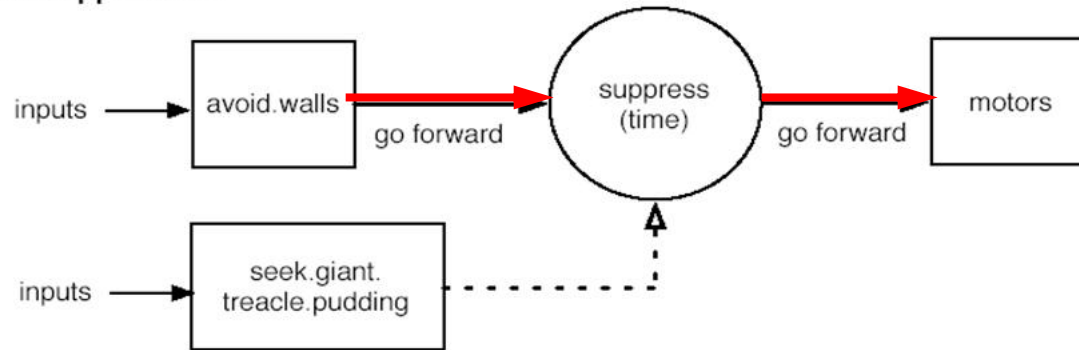 inputs
avoid.walls
go forward
suppress
(time)
go forward
motors
inputs
seek.giant.
treacle.pudding